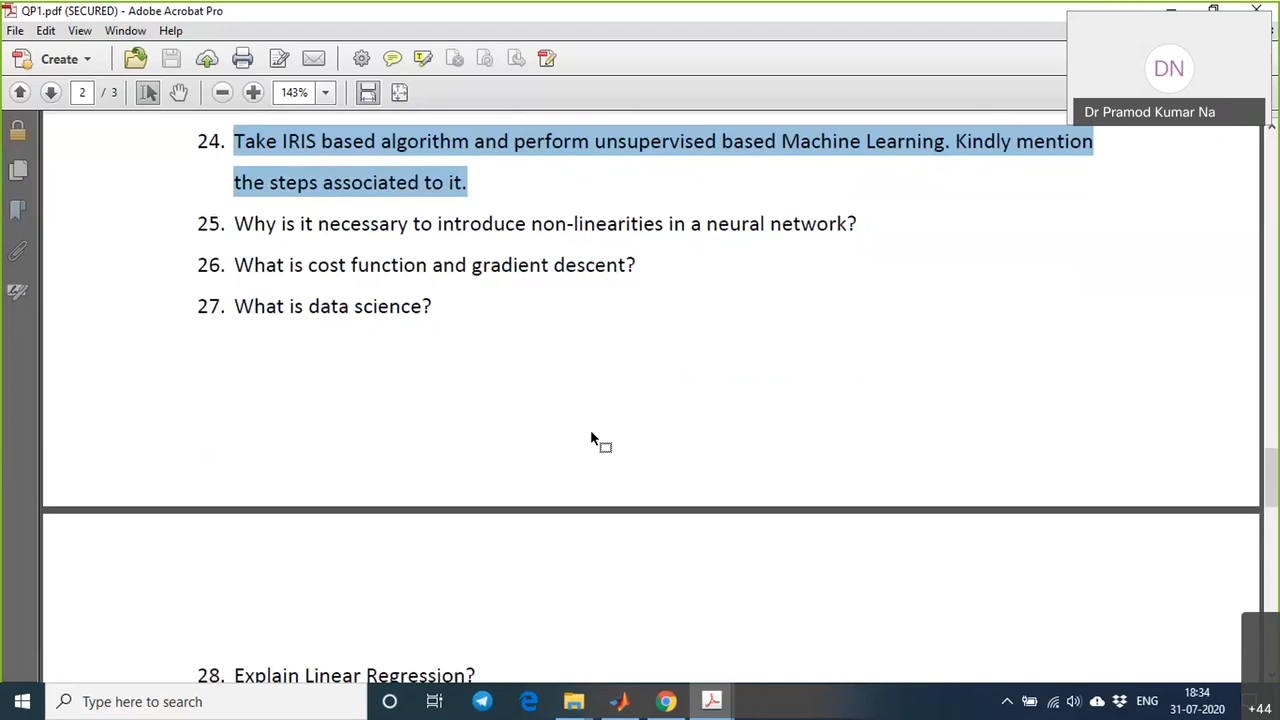 QP1.pdf (SECURED) - Adobe Acrobat Pro
File Edit View Window Help
Create
2 / 3 143%
DN
Dr Pramod Kumar Na
24. Take IRIS based algorithm and perform unsupervised based Machine Learning. Kindly mention
the steps associated to it.
25. Why is it necessary to introduce non-linearities in a neural network?
26. What is cost function and gradient descent?
27. What is data science?
28. Explain Linear Regression?
Type here to search
ENG
18:34
31-07-2020
+44